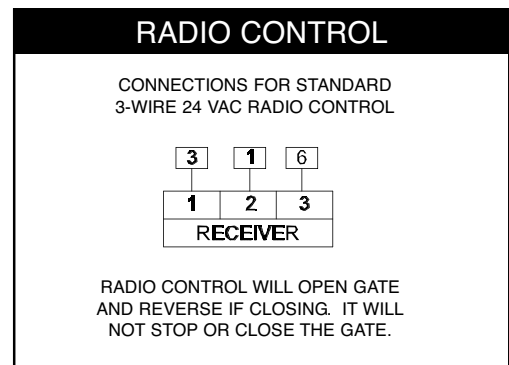 RADIO CONTROL
CONNECTIONS FOR STANDARD
3-WIRE 24 VAC RADIO CONTROL
3 1 6
1 2 3
RECEIVER
RADIO CONTROL WILL OPEN GATE
AND REVERSE IF CLOSING. IT WILL
NOT STOP OR CLOSE THE GATE.